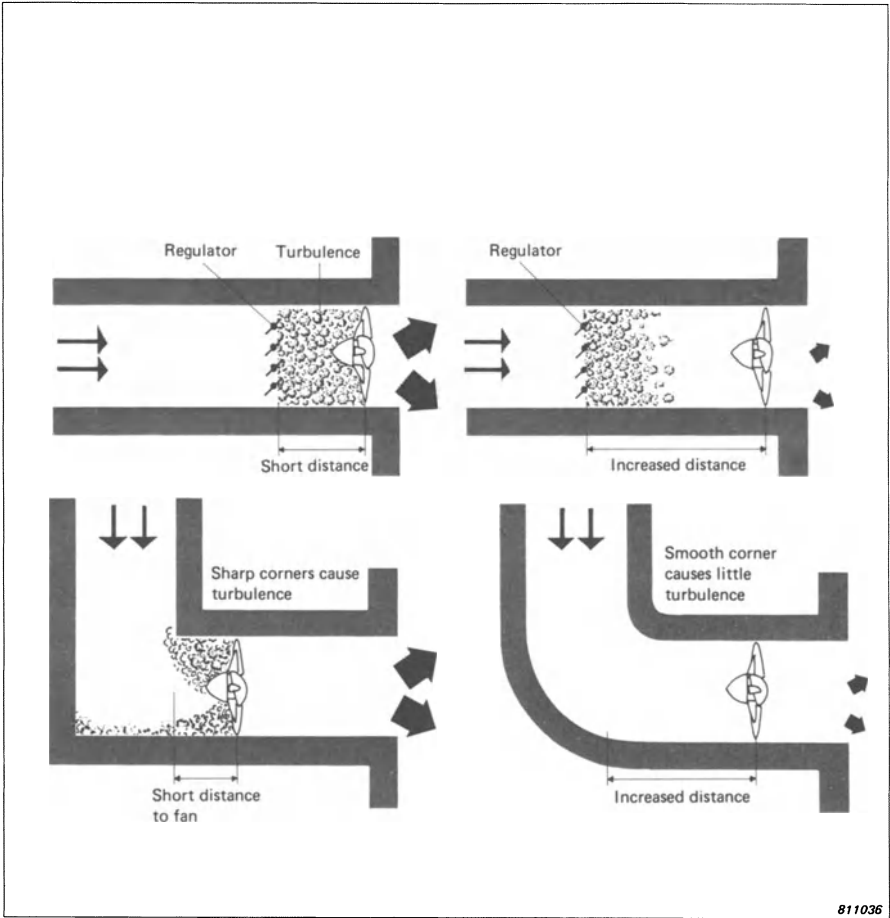 Regulator
Turbulence
Regulator
Short distance
Increased distance
Sharp corners cause
turbulence
Smooth corner
causes little
turbulence
Short distance
to fan
Increased distance
811036